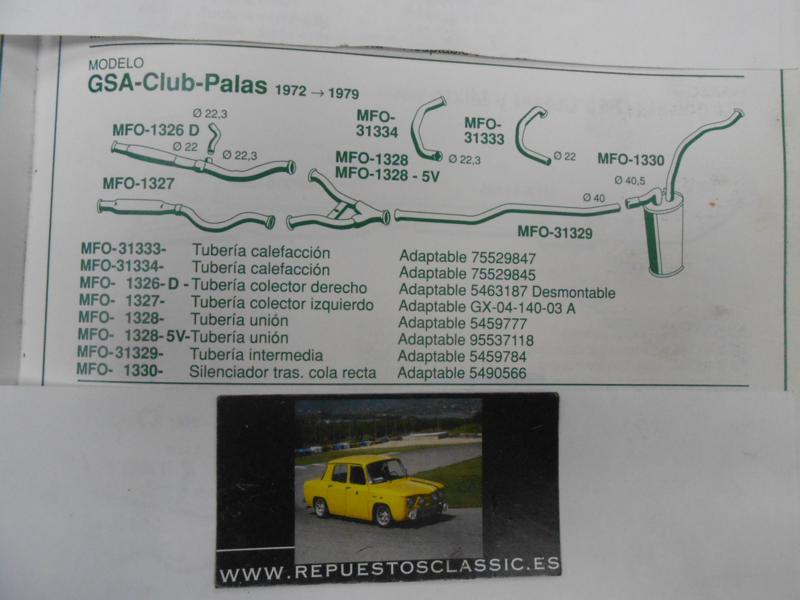 MODELO
GSA-Club-Palas 1972 → 1979
Ø 22,3
MFO-1326 D
Ø 22
Ø 22,3
MFO-1327
MFO-
31334
MFO-1328
MFO-1328 - 5V
Ø 22,3
MFO-
31333
Ø 22
MFO-1330
Ø 40,5
Ø 40
MFO-31329
MFO-31333- Tubería calefacción Adaptable 75529847
MFO-31334- Tubería calefacción Adaptable 75529845
MFO- 1326-D - Tubería colector derecho Adaptable 5463187 Desmontable
MFO- 1327- Tubería colector izquierdo Adaptable GX-04-140-03 A
MFO- 1328- Tubería unión Adaptable 5459777
MFO- 1328-5V- Tubería unión Adaptable 95537118
MFO-31329- Tubería intermedia Adaptable 5459784
MFO- 1330- Silenciador tras. cola recta Adaptable 5490566
WWW.REPUESTOSCLASSIC.ES